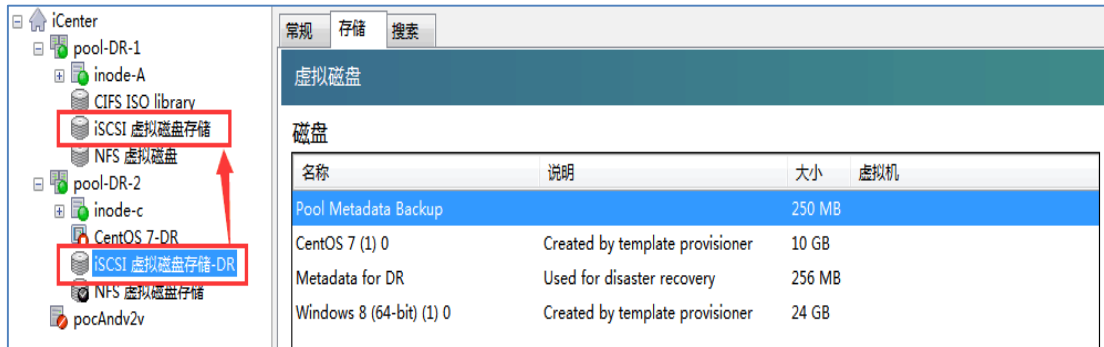 iCenter
pool-DR-1
inode-A
CIFS ISO library
iSCSI 虚拟磁盘存储
NFS 虚拟磁盘
pool-DR-2
inode-c
CentOS 7-DR
iSCSI 虚拟磁盘存储-DR
NFS 虚拟磁盘存储
pocAndv2v
常规 存储 搜索
虚拟磁盘
磁盘
名称 说明 大小 虚拟机
Pool Metadata Backup 250 MB
CentOS 7 (1) 0 Created by template provisioner 10 GB
Metadata for DR Used for disaster recovery 256 MB
Windows 8 (64-bit) (1) 0 Created by template provisioner 24 GB